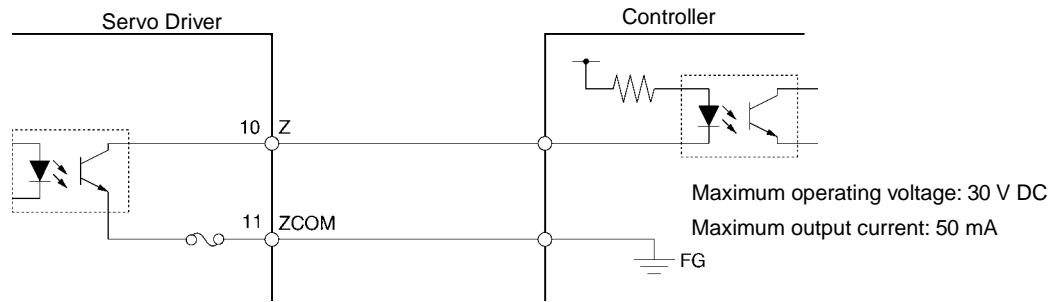 Servo Driver
Controller
10 Z
11 ZCOM
Maximum operating voltage: 30 V DC
Maximum output current: 50 mA
FG